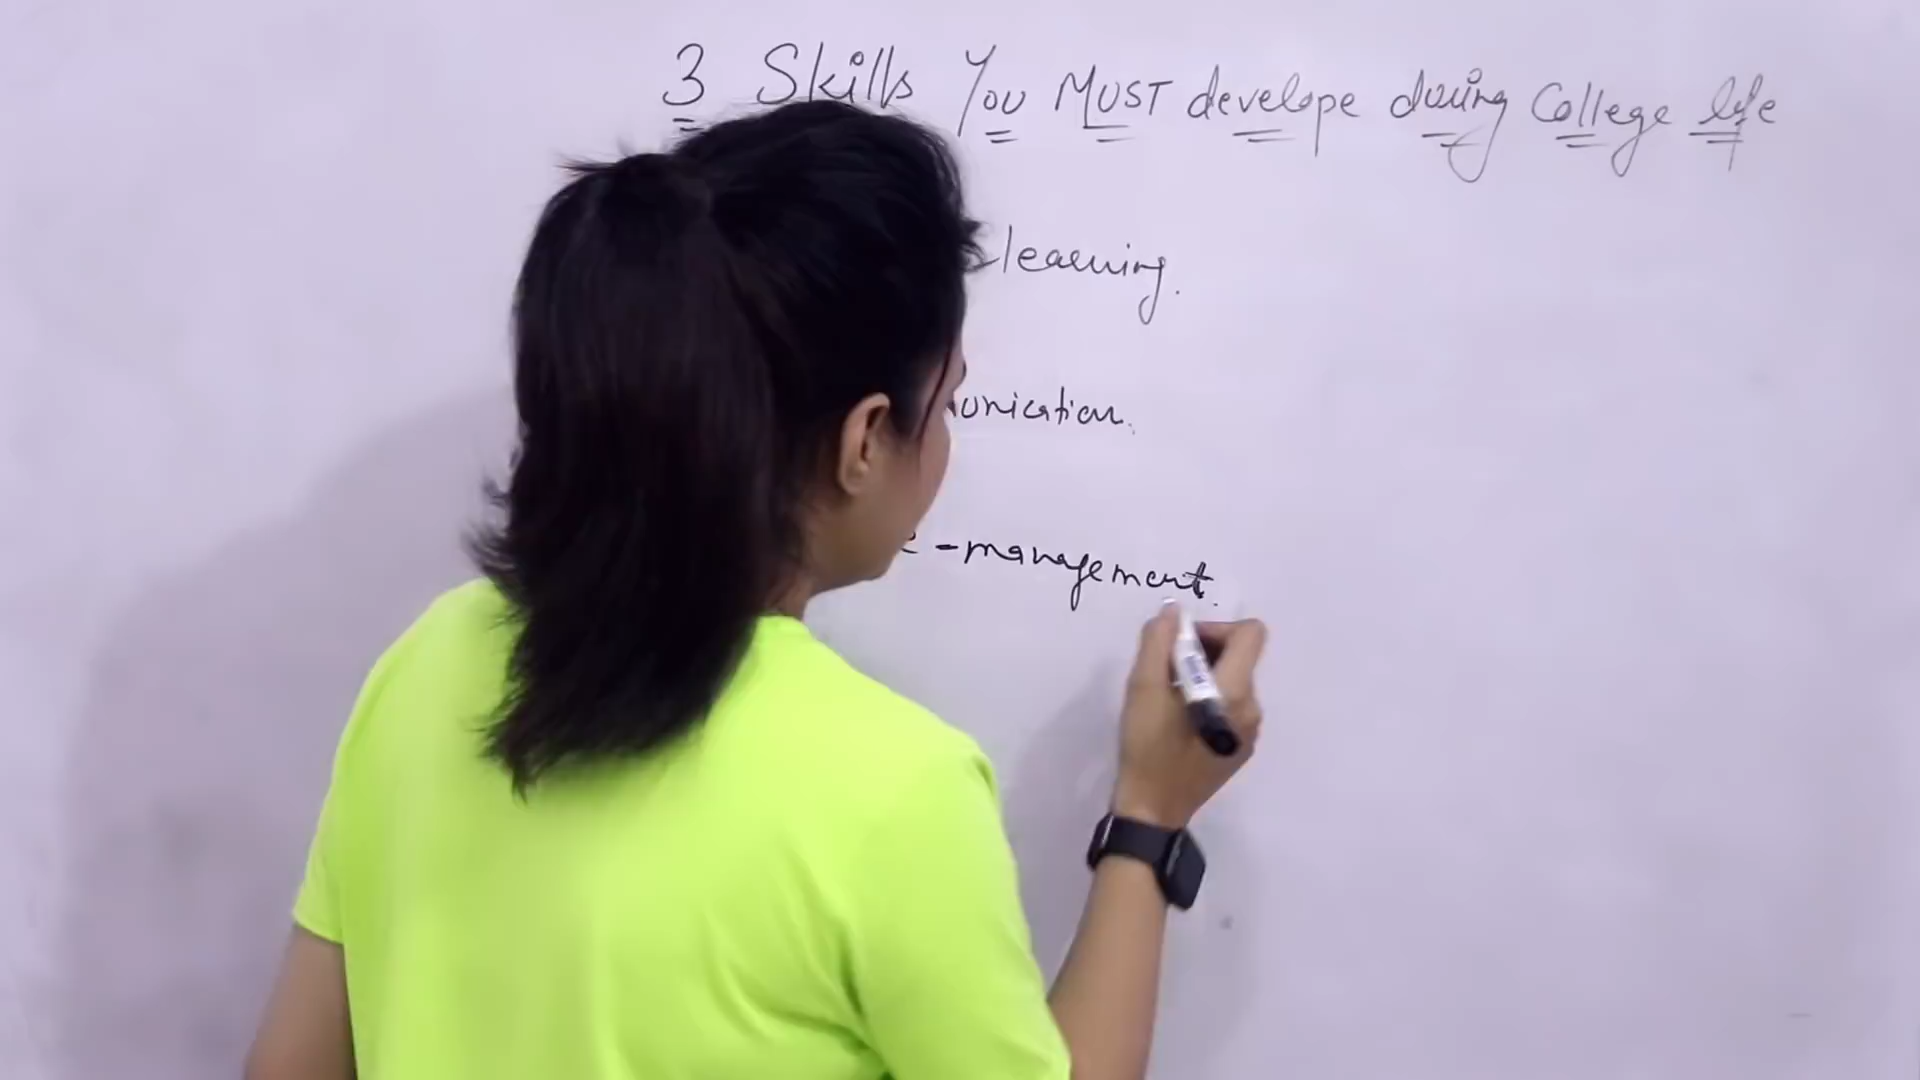 3 Skills You MUST develope during College life
learning.
unication.
e-management.